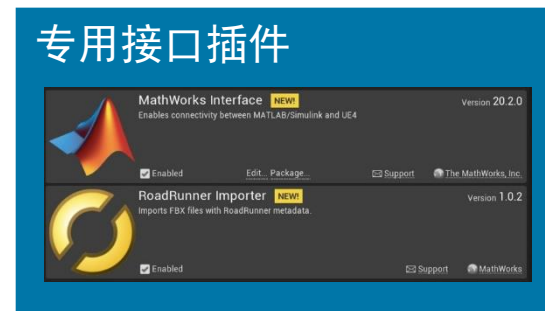 专用接口插件
MathWorks Interface NEW! Version 20.2.0
Enables connectivity between MATLAB/Simulink and UE4
Enabled Edit... Package... Support The MathWorks, Inc.
RoadRunner Importer NEW! Version 1.0.2
Imports FBX files with RoadRunner metadata.
Enabled Support MathWorks